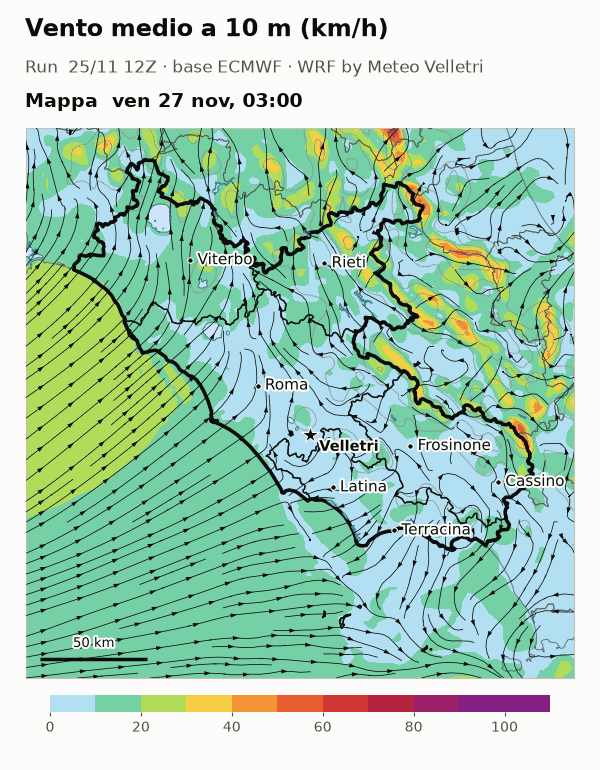 Vento medio a 10 m (km/h)
Run  25/11 12Z · base ECMWF · WRF by Meteo Velletri
Mappa  ven 27 nov, 03:00
Viterbo
Rieti
Roma
Velletri
Frosinone
Cassino
Latina
Terracina
50 km
0 20 40 60 80 100